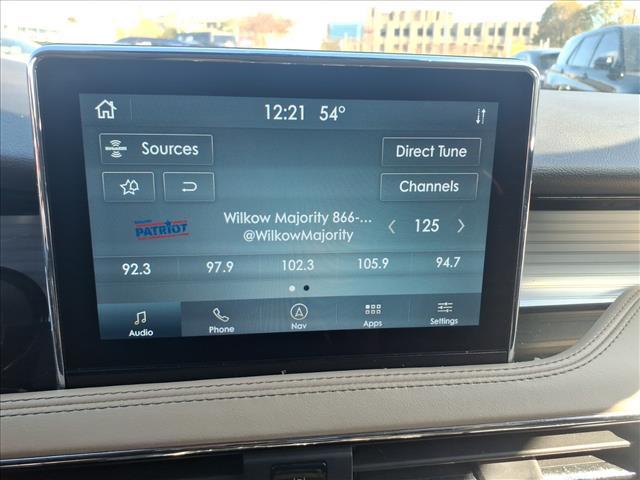 12:21 54°
Sources
Direct Tune
Channels
PATRIOT
Wilkow Majority 866-...
@WilkowMajority
125
92.3 97.9 102.3 105.9 94.7
Audio Phone Nav Apps Settings